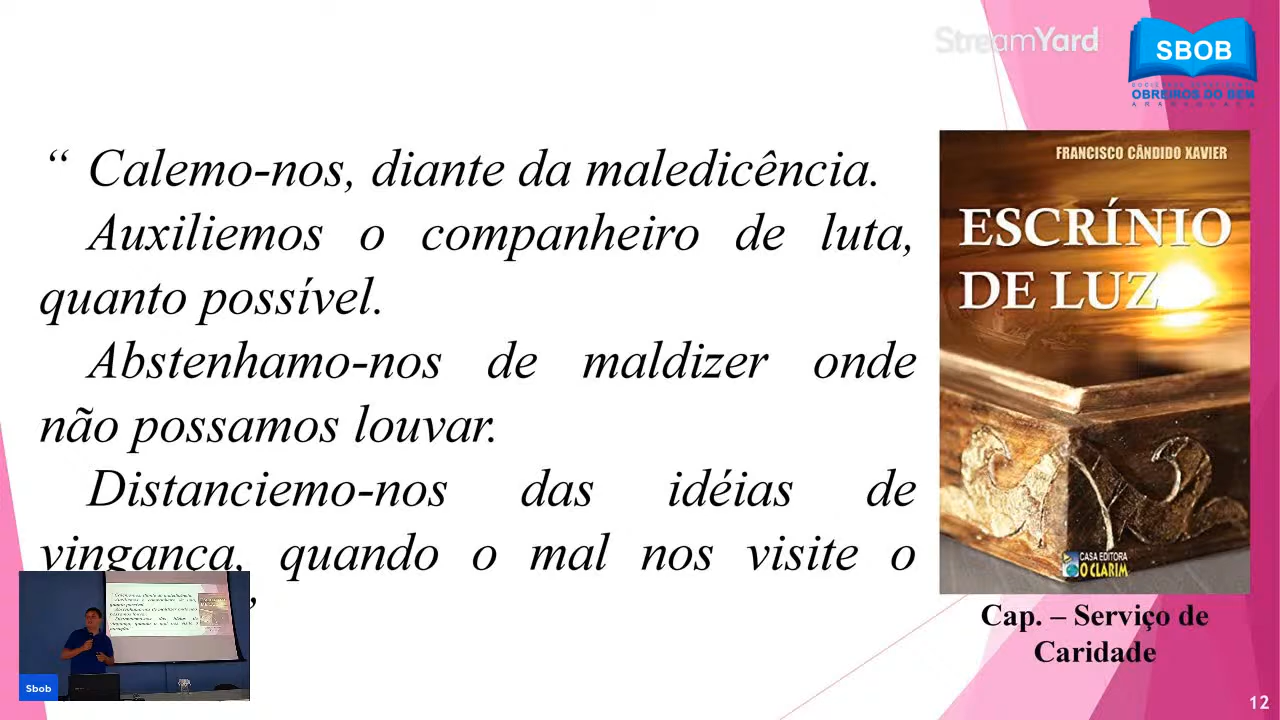 StreamYard
SBOB
OBREIROS DO BEM
ARARAQUARA
“ Calemo-nos, diante da maledicência.
Auxiliemos o companheiro de luta,
quanto possível.
Abstenhamo-nos de maldizer onde
não possamos louvar.
Distanciemo-nos das idéias de
vingança, quando o mal nos visite o
FRANCISCO CÂNDIDO XAVIER
ESCRÍNIO
DE LUZ
CASA EDITORA
O CLARIM
Cap. – Serviço de
Caridade
Sbob
12